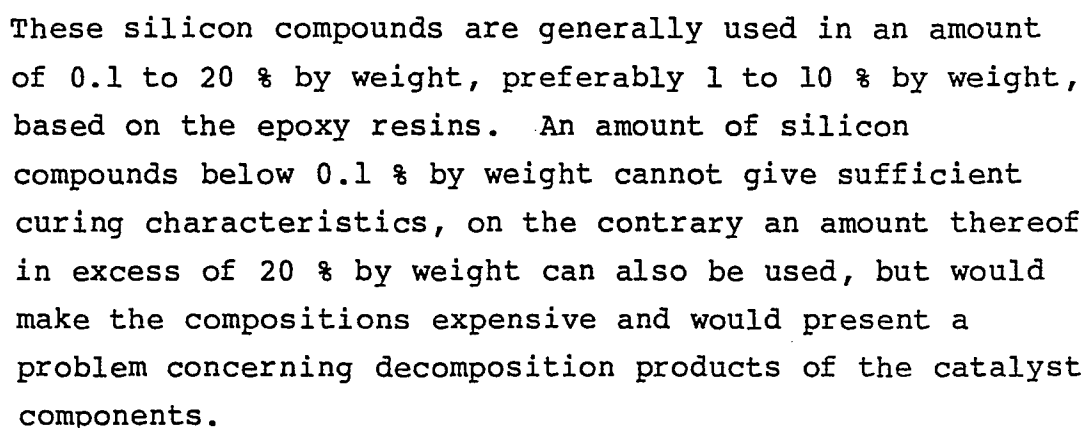 These silicon compounds are generally used in an amount
of 0.1 to 20 % by weight, preferably 1 to 10 % by weight,
based on the epoxy resins. An amount of silicon
compounds below 0.1 % by weight cannot give sufficient
curing characteristics, on the contrary an amount thereof
in excess of 20 % by weight can also be used, but would
make the compositions expensive and would present a
problem concerning decomposition products of the catalyst
components.